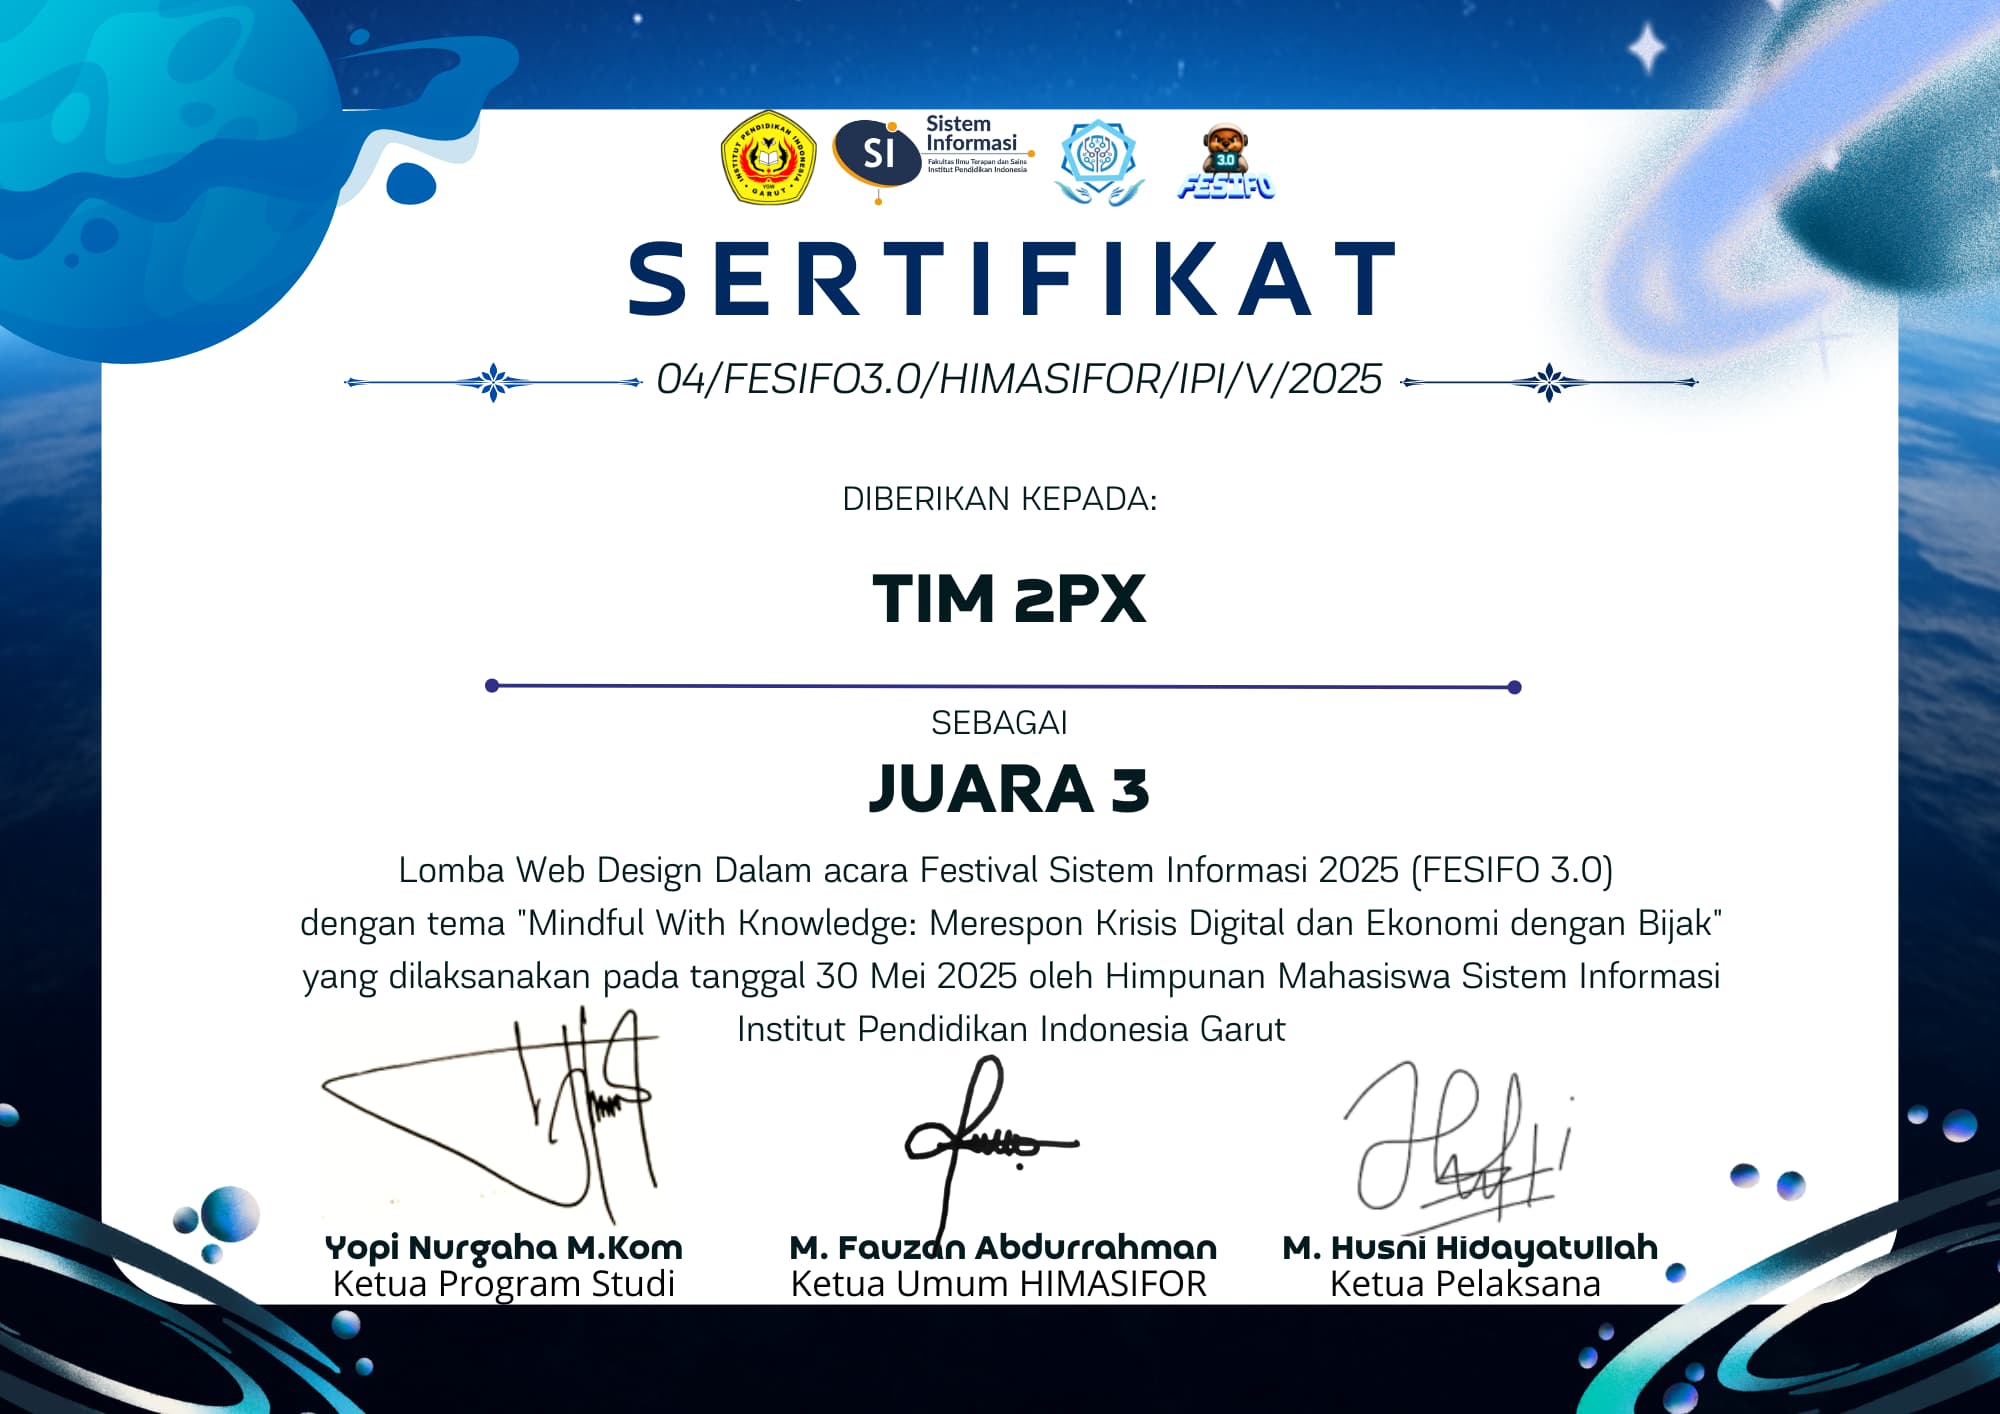 INSTITUT PENDIDIKAN INDONESIA
GARUT
SI
Sistem
Informasi
Fakultas Ilmu Terapan dan Sains
Institut Pendidikan Indonesia
3.0
FESIFO
SERTIFIKAT
04/FESIFO3.0/HIMASIFOR/IPI/V/2025
DIBERIKAN KEPADA:
TIM 2PX
SEBAGAI
JUARA 3
Lomba Web Design Dalam acara Festival Sistem Informasi 2025 (FESIFO 3.0)
dengan tema "Mindful With Knowledge: Merespon Krisis Digital dan Ekonomi dengan Bijak"
yang dilaksanakan pada tanggal 30 Mei 2025 oleh Himpunan Mahasiswa Sistem Informasi
Institut Pendidikan Indonesia Garut
Yopi Nurgaha M.Kom
Ketua Program Studi
M. Fauzan Abdurrahman
Ketua Umum HIMASIFOR
M. Husni Hidayatullah
Ketua Pelaksana